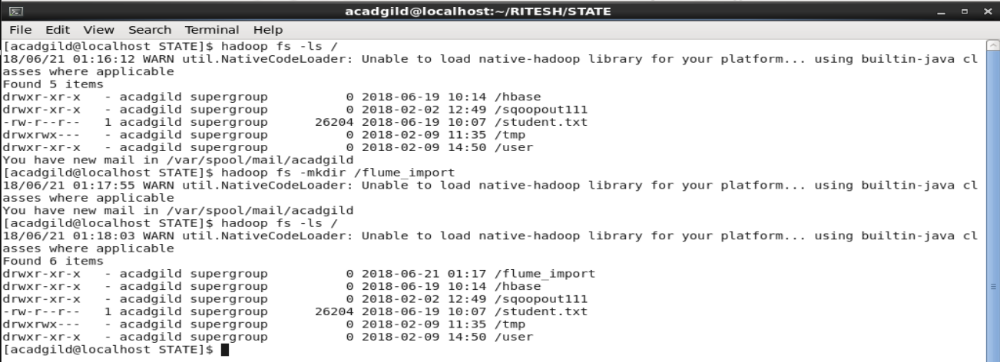 acadgild@localhost:~/RITESH/STATE
File Edit View Search Terminal Help
[acadgild@localhost STATE]$ hadoop fs -ls /
18/06/21 01:16:12 WARN util.NativeCodeLoader: Unable to load native-hadoop library for your platform... using builtin-java cl
asses where applicable
Found 5 items
drwxr-xr-x   - acadgild supergroup          0 2018-06-19 10:14 /hbase
drwxr-xr-x   - acadgild supergroup          0 2018-02-02 12:49 /sqoopout111
-rw-r--r--   1 acadgild supergroup      26204 2018-06-19 10:07 /student.txt
drwxrwx---   - acadgild supergroup          0 2018-02-09 11:35 /tmp
drwxr-xr-x   - acadgild supergroup          0 2018-02-09 14:50 /user
You have new mail in /var/spool/mail/acadgild
[acadgild@localhost STATE]$ hadoop fs -mkdir /flume_import
18/06/21 01:17:55 WARN util.NativeCodeLoader: Unable to load native-hadoop library for your platform... using builtin-java cl
asses where applicable
You have new mail in /var/spool/mail/acadgild
[acadgild@localhost STATE]$ hadoop fs -ls /
18/06/21 01:18:03 WARN util.NativeCodeLoader: Unable to load native-hadoop library for your platform... using builtin-java cl
asses where applicable
Found 6 items
drwxr-xr-x   - acadgild supergroup          0 2018-06-21 01:17 /flume_import
drwxr-xr-x   - acadgild supergroup          0 2018-06-19 10:14 /hbase
drwxr-xr-x   - acadgild supergroup          0 2018-02-02 12:49 /sqoopout111
-rw-r--r--   1 acadgild supergroup      26204 2018-06-19 10:07 /student.txt
drwxrwx---   - acadgild supergroup          0 2018-02-09 11:35 /tmp
drwxr-xr-x   - acadgild supergroup          0 2018-02-09 14:50 /user
[acadgild@localhost STATE]$